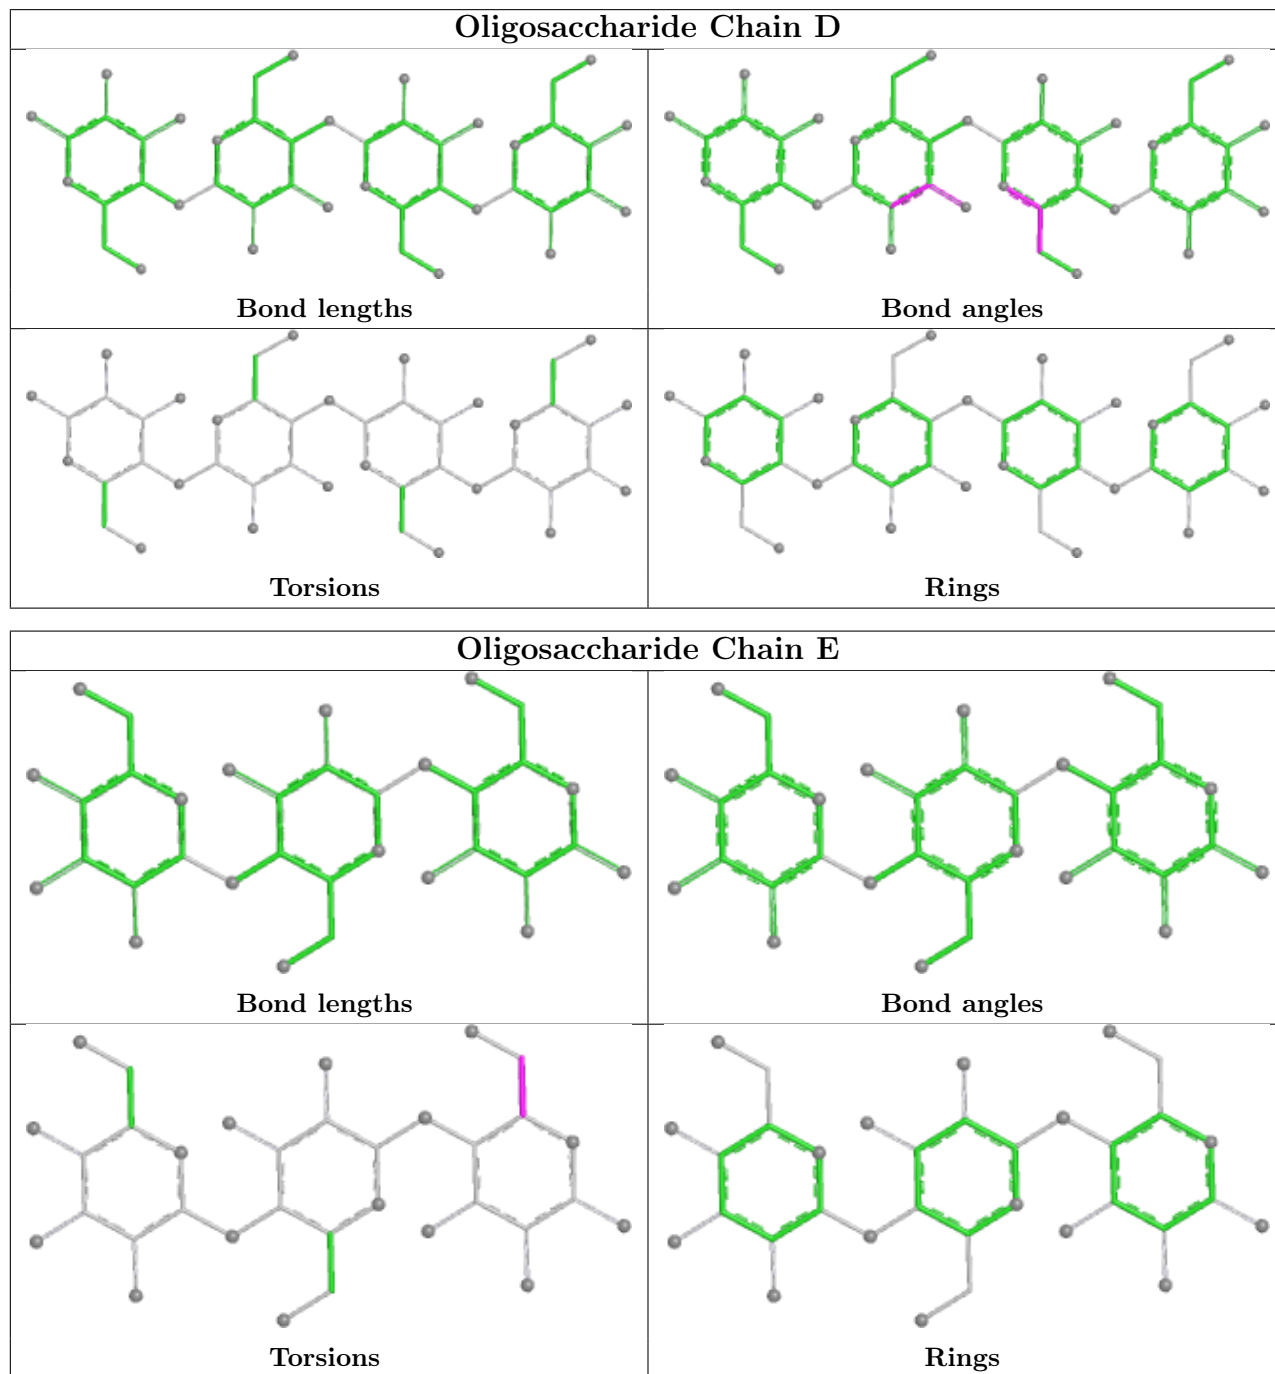 Oligosaccharide Chain D
Bond lengths
Bond angles
Torsions
Rings
Oligosaccharide Chain E
Bond lengths
Bond angles
Torsions
Rings